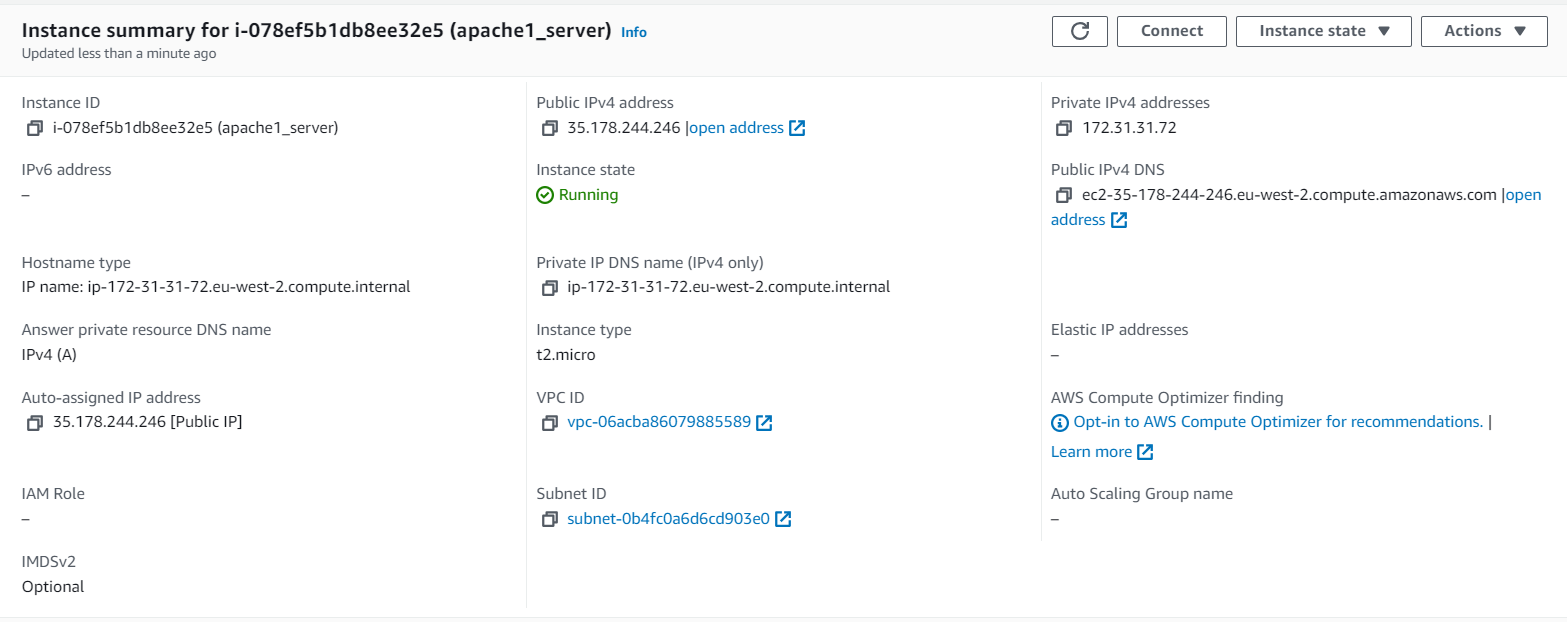 Instance summary for i-078ef5b1db8ee32e5 (apache1_server) Info
Updated less than a minute ago
Connect
Instance state
Actions
Instance ID
i-078ef5b1db8ee32e5 (apache1_server)
Public IPv4 address
35.178.244.246 |open address
Private IPv4 addresses
172.31.31.72
IPv6 address
–
Instance state
Running
Public IPv4 DNS
ec2-35-178-244-246.eu-west-2.compute.amazonaws.com |open
address
Hostname type
IP name: ip-172-31-31-72.eu-west-2.compute.internal
Private IP DNS name (IPv4 only)
ip-172-31-31-72.eu-west-2.compute.internal
Answer private resource DNS name
IPv4 (A)
Instance type
t2.micro
Elastic IP addresses
–
Auto-assigned IP address
35.178.244.246 [Public IP]
VPC ID
vpc-06acba86079885589
AWS Compute Optimizer finding
Opt-in to AWS Compute Optimizer for recommendations. |
Learn more
IAM Role
–
Subnet ID
subnet-0b4fc0a6d6cd903e0
Auto Scaling Group name
–
IMDSv2
Optional